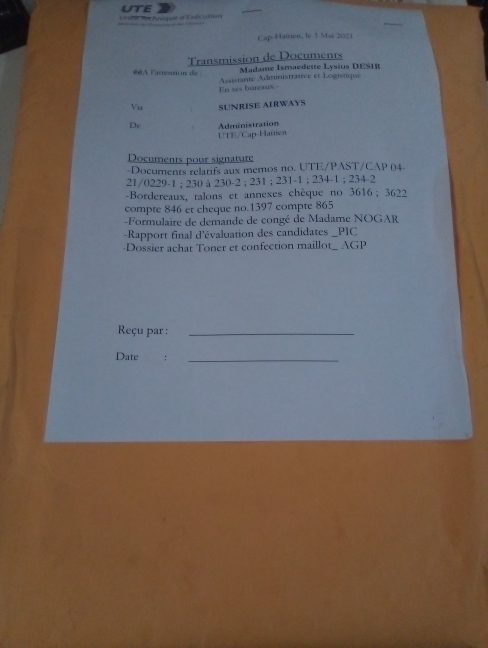 UTE
Unité Technique d'Exécution
Cap-Haïtien, le 3 Mai 2021
Transmission de Documents
A l'attention de : Madame Ismaedette Lysius DESIR
Assistante Administrative et Logistique
En ses bureaux.-
Via : SUNRISE AIRWAYS
De : Administration
UTE/Cap-Haïtien
Documents pour signature
-Documents relatifs aux memos no. UTE/PAST/CAP 04-
21/0229-1 ; 230 à 230-2 ; 231 ; 231-1 ; 234-1 ; 234-2
-Bordereaux, talons et annexes chèque no 3616 ; 3622
compte 846 et cheque no.1397 compte 865
-Formulaire de demande de congé de Madame NOGAR
-Rapport final d'évaluation des candidates _PIC
-Dossier achat Toner et confection maillot_ AGP
Reçu par :
Date :